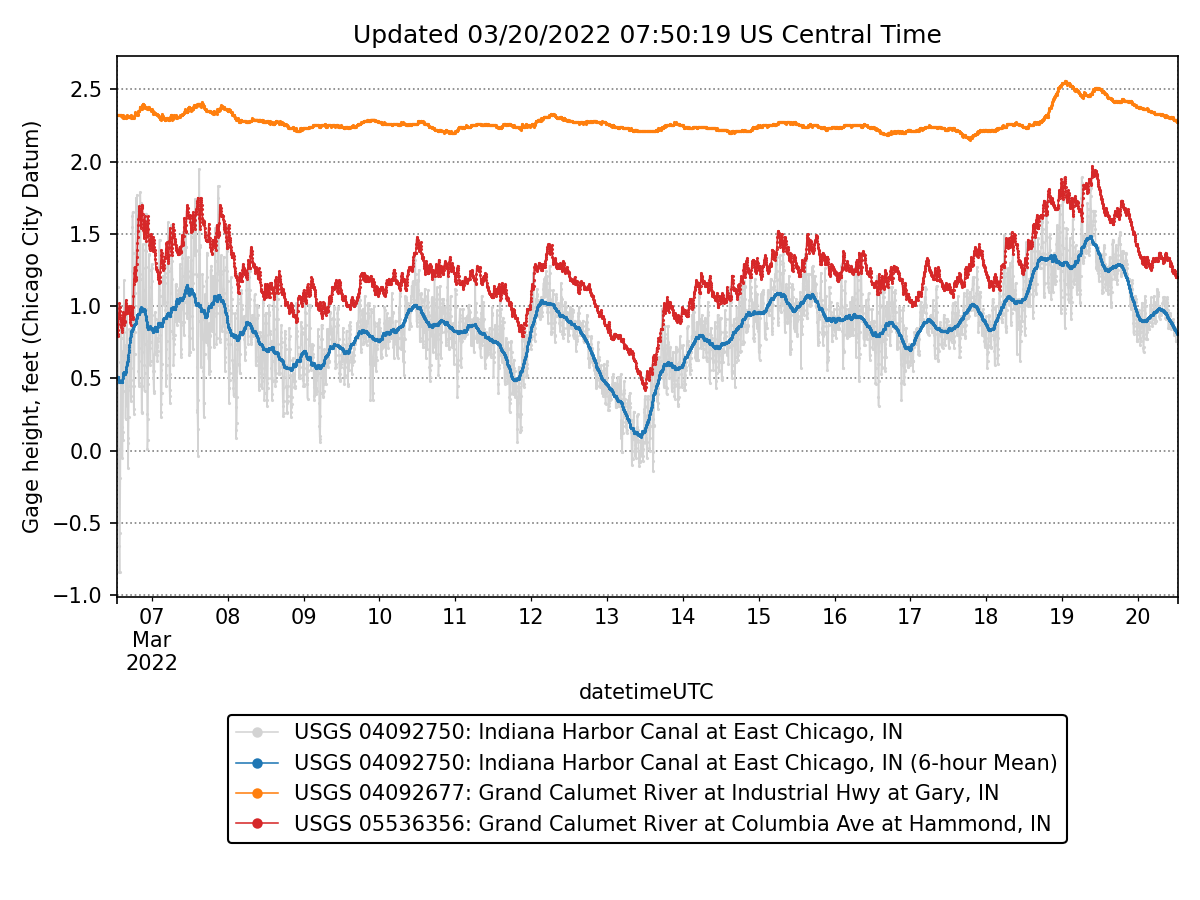 Updated 03/20/2022 07:50:19 US Central Time
Gage height, feet (Chicago City Datum)
2.5
2.0
1.5
1.0
0.5
0.0
−0.5
−1.0
07 08 09 10 11 12 13 14 15 16 17 18 19 20
Mar
2022
datetimeUTC
USGS 04092750: Indiana Harbor Canal at East Chicago, IN
USGS 04092750: Indiana Harbor Canal at East Chicago, IN (6-hour Mean)
USGS 04092677: Grand Calumet River at Industrial Hwy at Gary, IN
USGS 05536356: Grand Calumet River at Columbia Ave at Hammond, IN